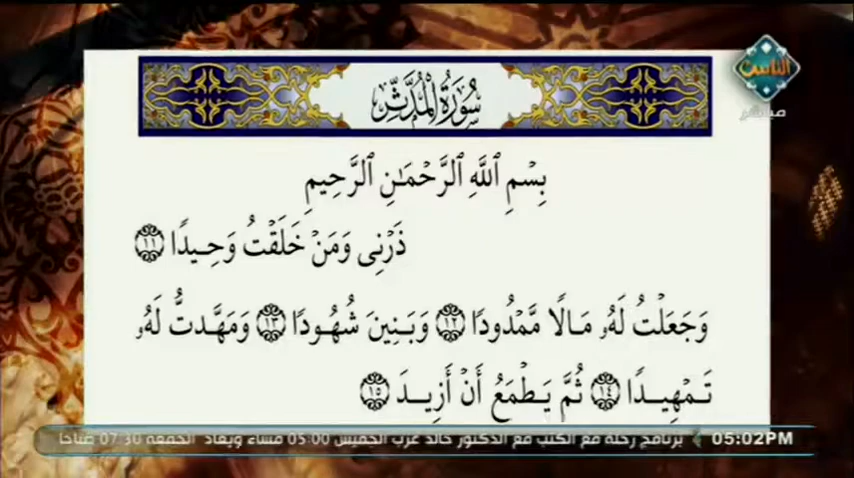 سُورَةُ الْمُدَّثِّر
الناس
مباشر
بِسْمِ ٱللَّهِ ٱلرَّحْمَـٰنِ ٱلرَّحِيمِ
ذَرْنِى وَمَنْ خَلَقْتُ وَحِيدًا ١١
وَجَعَلْتُ لَهُۥ مَالًا مَّمْدُودًا ١٢ وَبَنِينَ شُهُودًا ١٣ وَمَهَّدتُّ لَهُۥ
تَمْهِيدًا ١٤ ثُمَّ يَطْمَعُ أَنْ أَزِيدَ ١٥
05:02PM برنامج رحلة مع الكتب مع الدكتور خالد غرب الخميس 05:00 مساء ويعاد الجمعة 07:30 صباحا